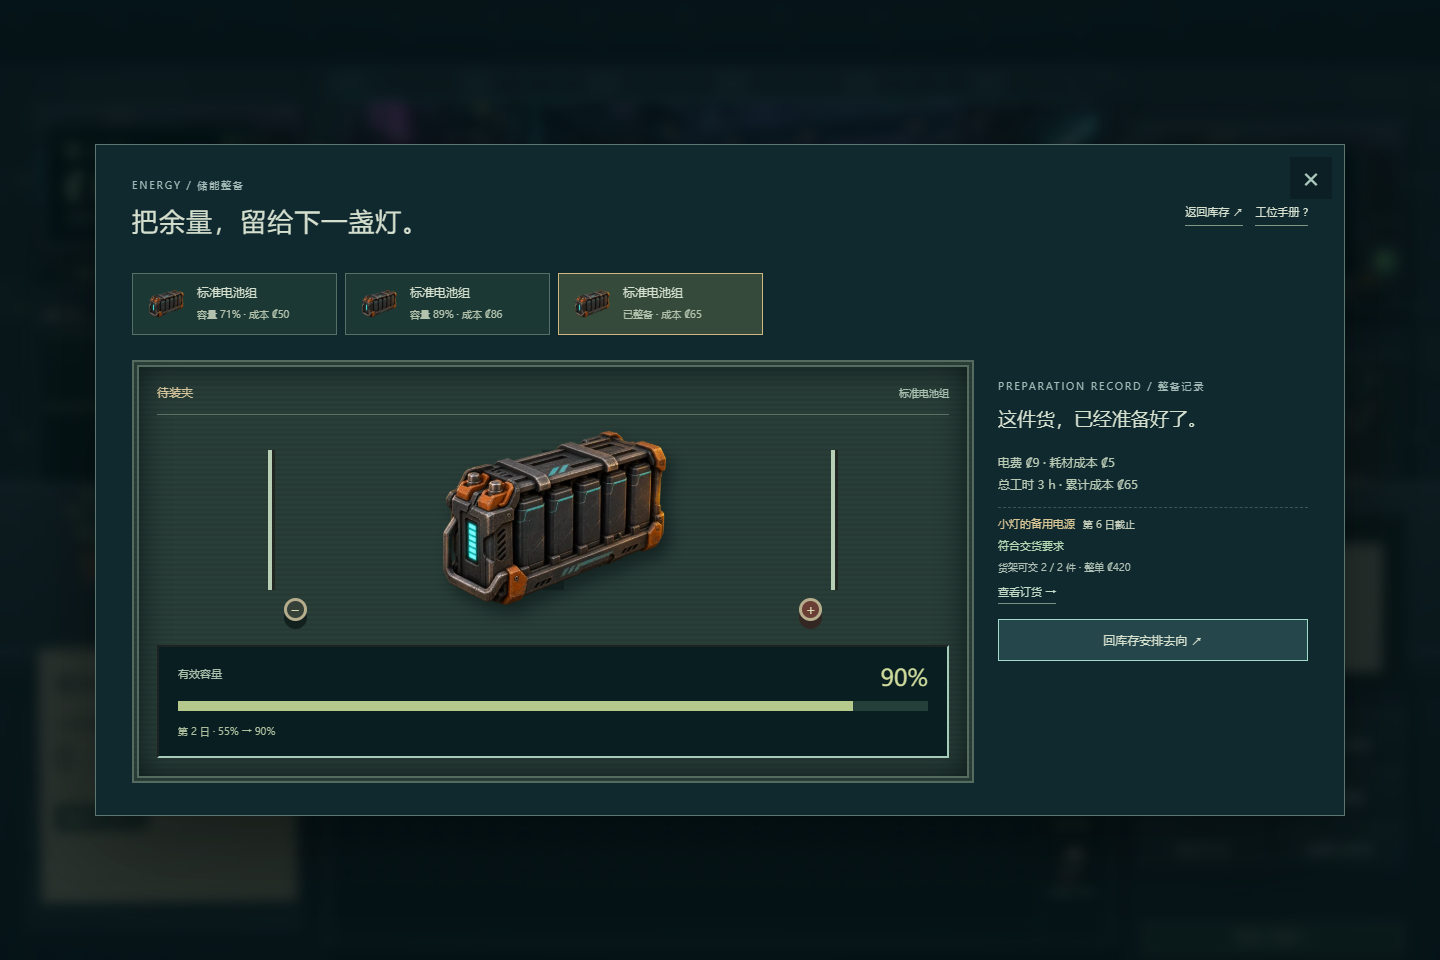 ENERGY / 储能整备
把余量，留给下一盏灯。
返回库存 ↗ 工位手册 ?
标准电池组
容量 71% · 成本 ₡50
标准电池组
容量 89% · 成本 ₡86
标准电池组
已整备 · 成本 ₡65
待装夹
标准电池组
−
+
有效容量
90%
第 2 日 · 55% → 90%
PREPARATION RECORD / 整备记录
这件货，已经准备好了。
电费 ₡9 · 耗材成本 ₡5
总工时 3 h · 累计成本 ₡65
小灯的备用电源 第 6 日截止
符合交货要求
货架可交 2 / 2 件 · 整单 ₡420
查看订货 →
回库存安排去向 ↗